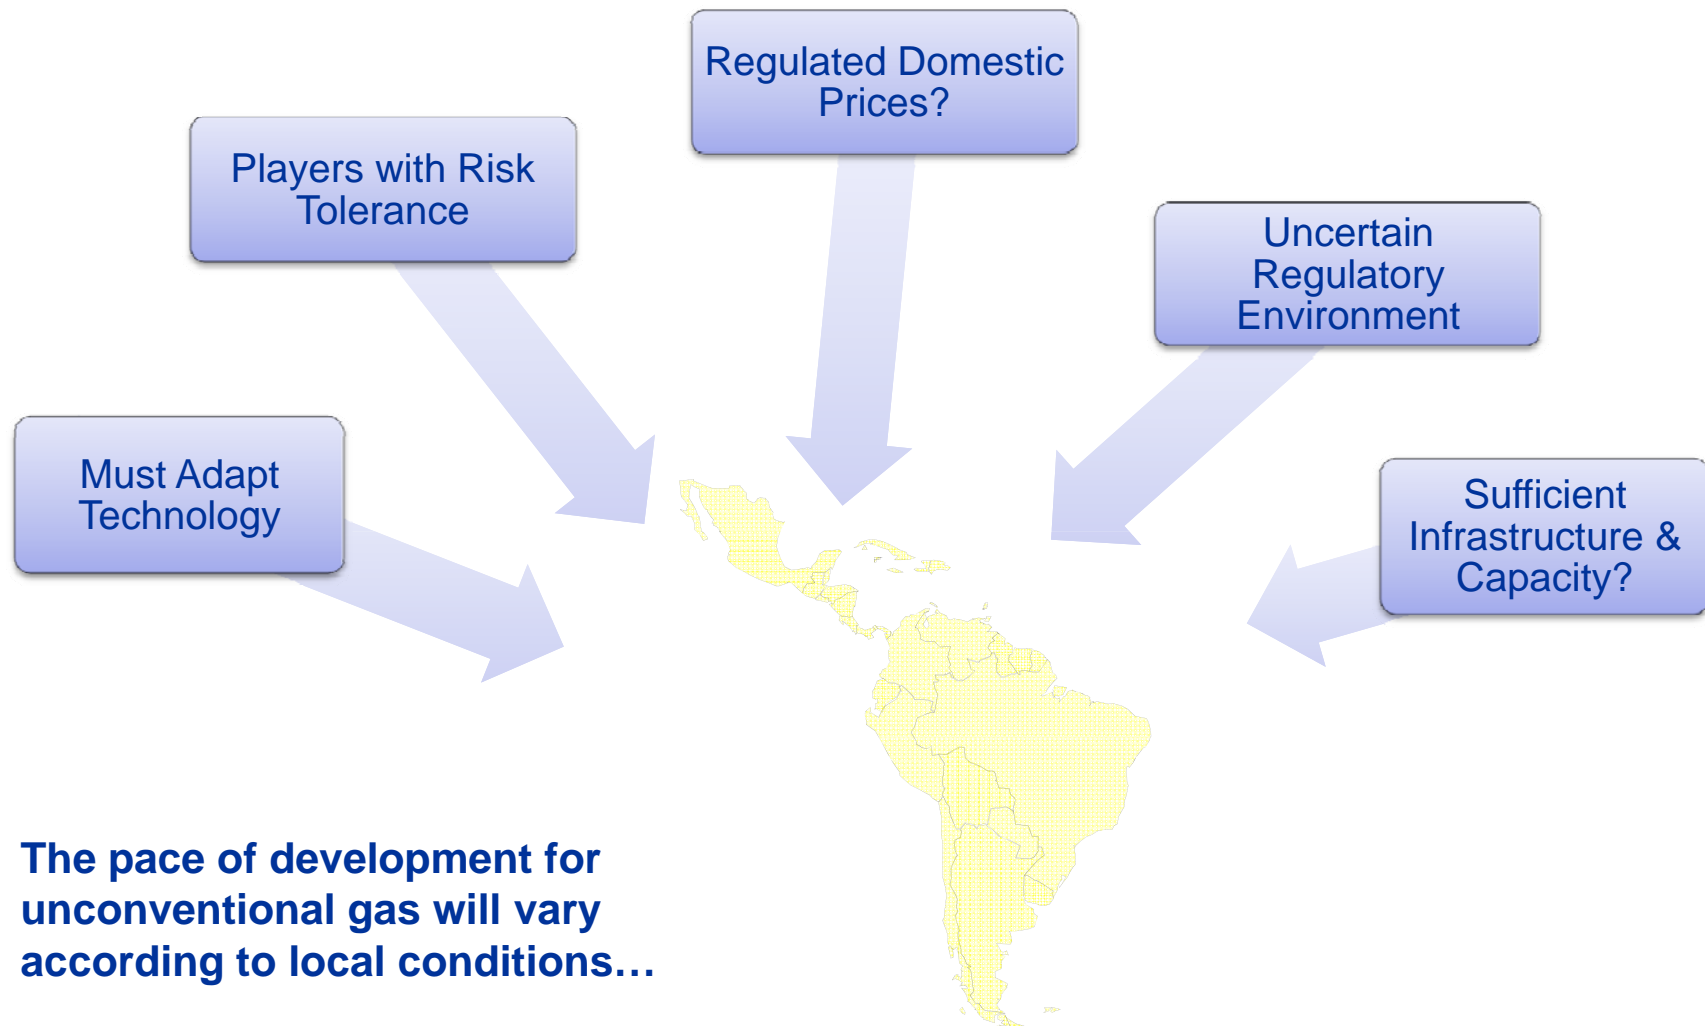 Regulated Domestic
Prices?
Players with Risk
Tolerance
Uncertain
Regulatory
Environment
Must Adapt
Technology
Sufficient
Infrastructure &
Capacity?
The pace of development for
unconventional gas will vary
according to local conditions…